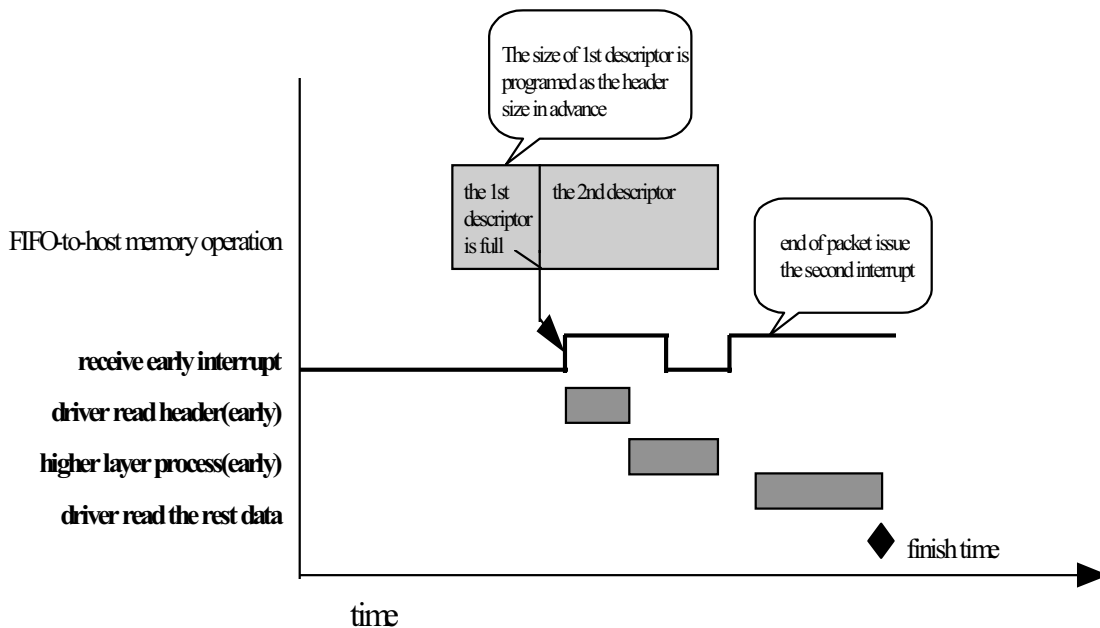 The size of 1st descriptor is
programed as the header
size in advance
the 1st
descriptor
is full
the 2nd descriptor
FIFO-to-host memory operation
end of packet issue
the second interrupt
receive early interrupt
driver read header(early)
higher layer process(early)
driver read the rest data
finish time
time